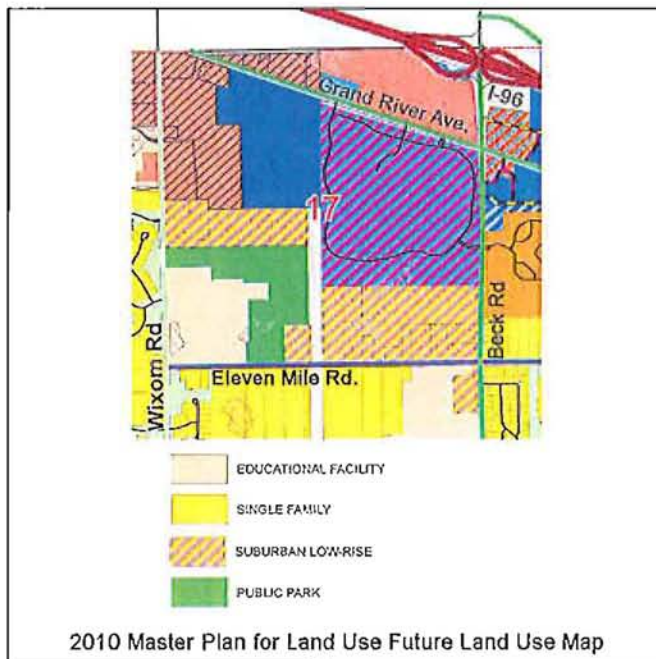 I-96
Grand River Ave.
17
Wixom Rd
Beck Rd
Eleven Mile Rd.
EDUCATIONAL FACILITY
SINGLE FAMILY
SUBURBAN LOW-RISE
PUBLIC PARK
2010 Master Plan for Land Use Future Land Use Map